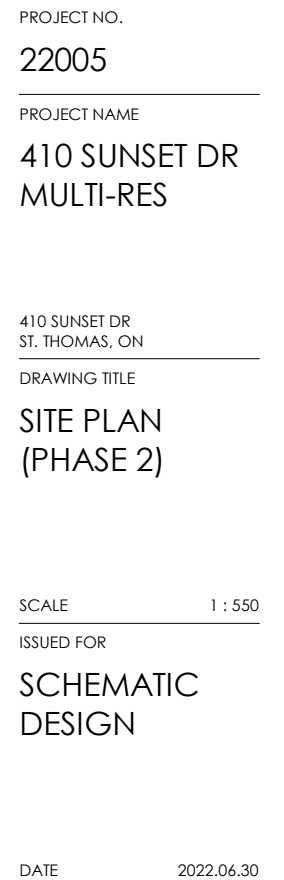 PROJECT NO.
22005
PROJECT NAME
410 SUNSET DR
MULTI-RES
410 SUNSET DR
ST. THOMAS, ON
DRAWING TITLE
SITE PLAN
(PHASE 2)
SCALE 1 : 550
ISSUED FOR
SCHEMATIC
DESIGN
DATE 2022.06.30